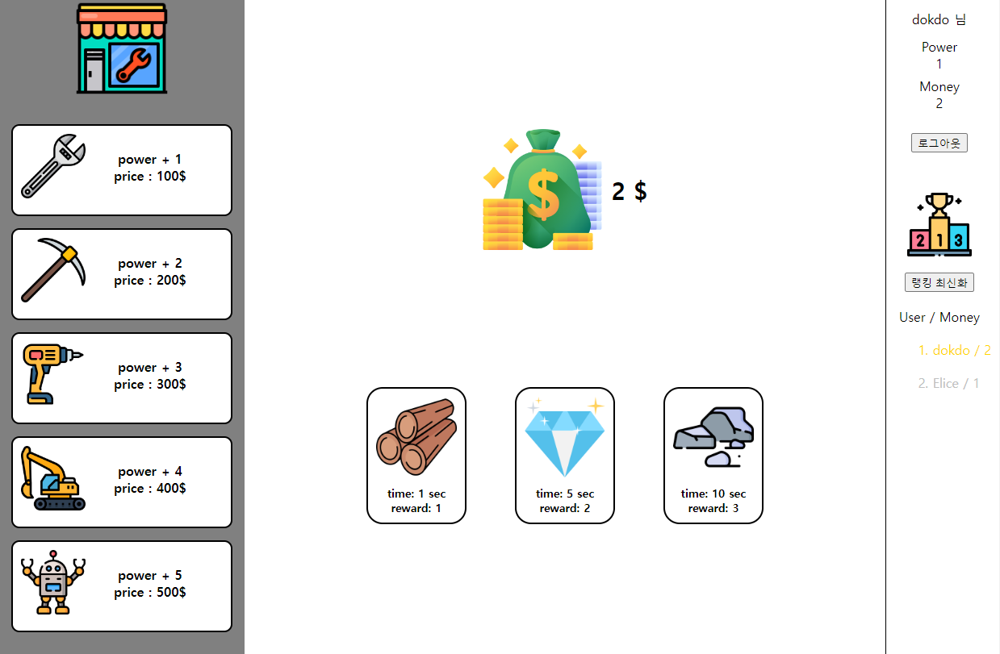 power + 1
price : 100$
power + 2
price : 200$
power + 3
price : 300$
power + 4
price : 400$
power + 5
price : 500$
$
2 $
time: 1 sec
reward: 1
time: 5 sec
reward: 2
time: 10 sec
reward: 3
dokdo 님
Power
1
Money
2
로그아웃
2 1 3
랭킹 최신화
User / Money
1. dokdo / 2
2. Elice / 1